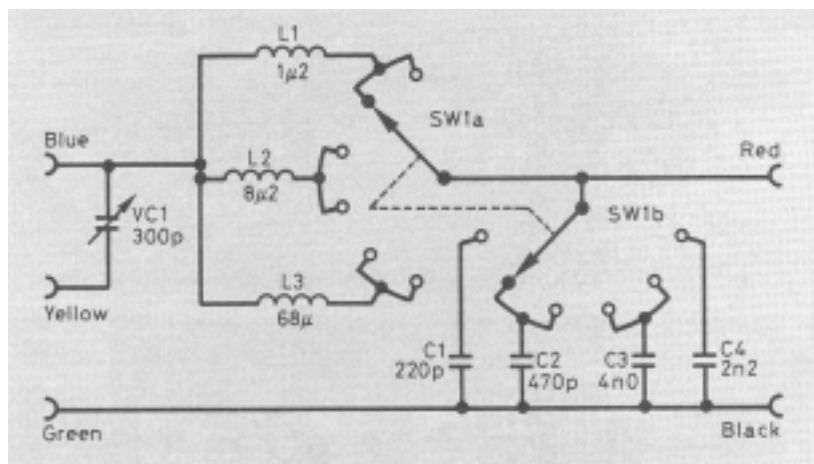 L1
1μ2
SW1a
Blue
Red
L2
8μ2
VC1
300p
SW1b
L3
68μ
Yellow
C1
220p
C2
470p
C3
4n0
C4
2n2
Green
Black